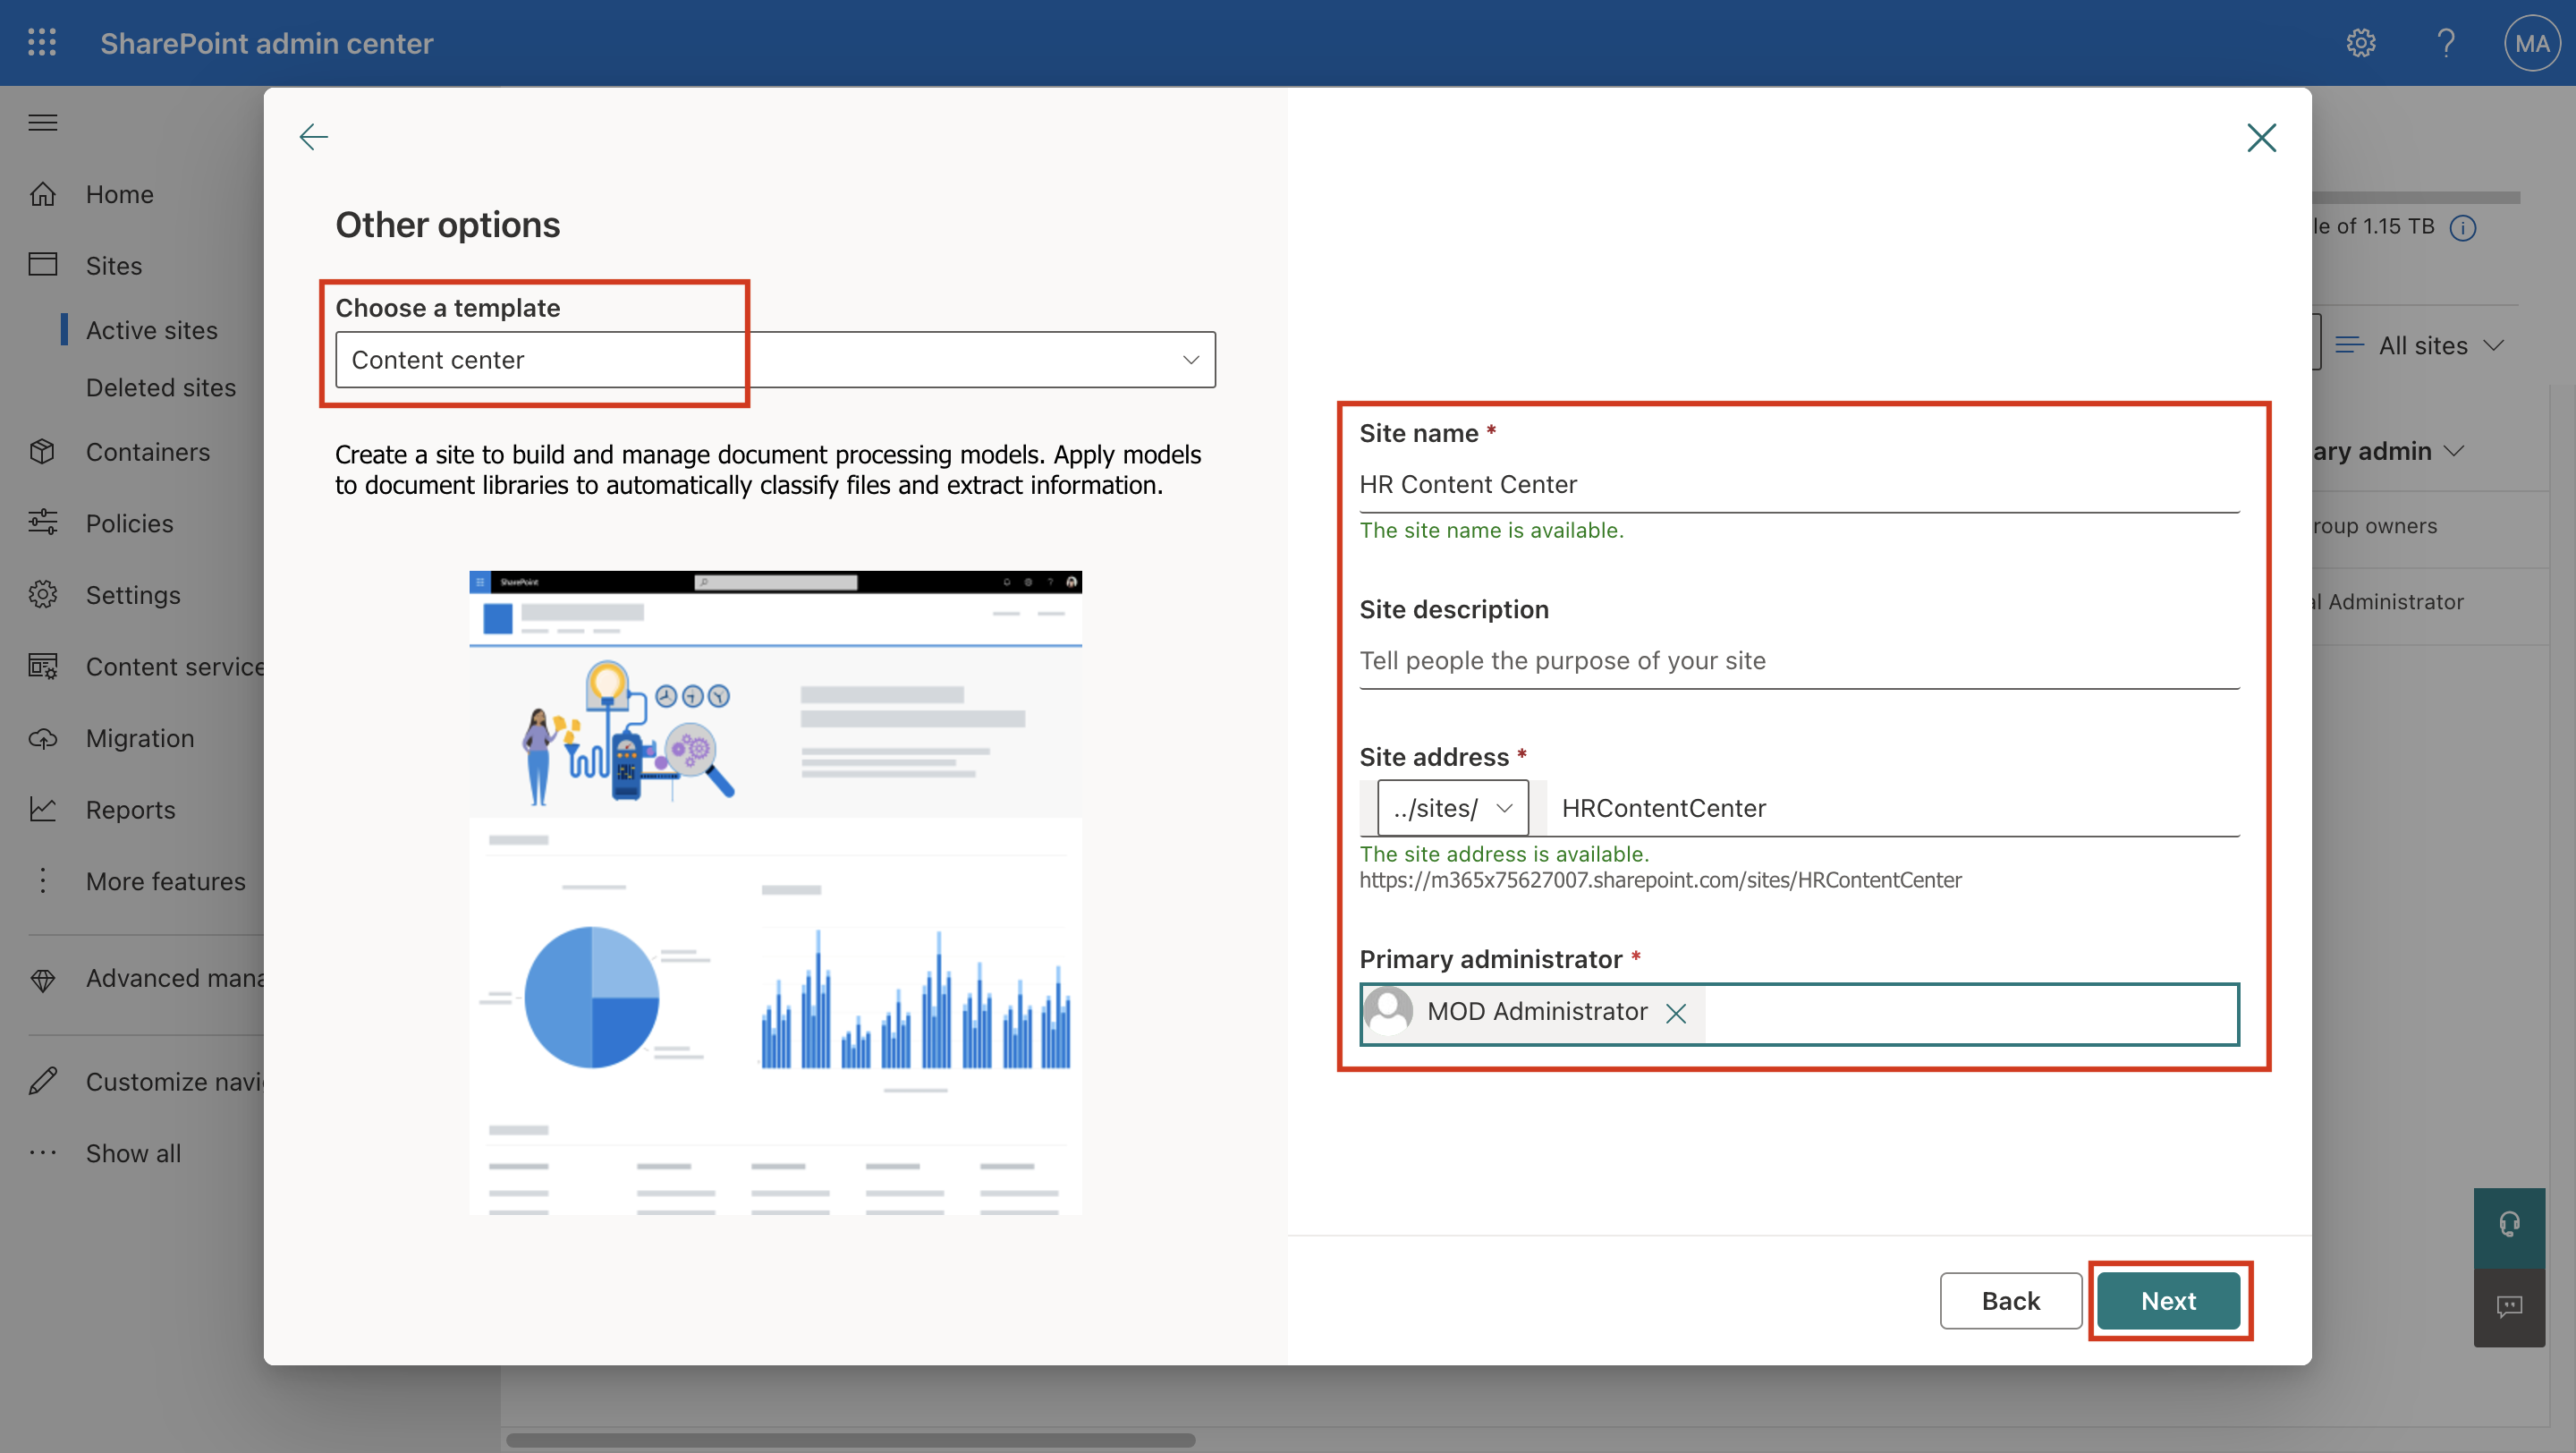 SharePoint admin center
MA
Home
Sites
Active sites
Deleted sites
Containers
Policies
Settings
Content service
Migration
Reports
More features
Advanced mana
Customize navi
Show all
Other options
Choose a template
Content center
Create a site to build and manage document processing models. Apply models
to document libraries to automatically classify files and extract information.
SharePoint
Site name *
HR Content Center
The site name is available.
Site description
Tell people the purpose of your site
Site address *
../sites/
HRContentCenter
The site address is available.
https://m365x75627007.sharepoint.com/sites/HRContentCenter
Primary administrator *
MOD Administrator
Back
Next
le of 1.15 TB
All sites
ary admin
roup owners
l Administrator